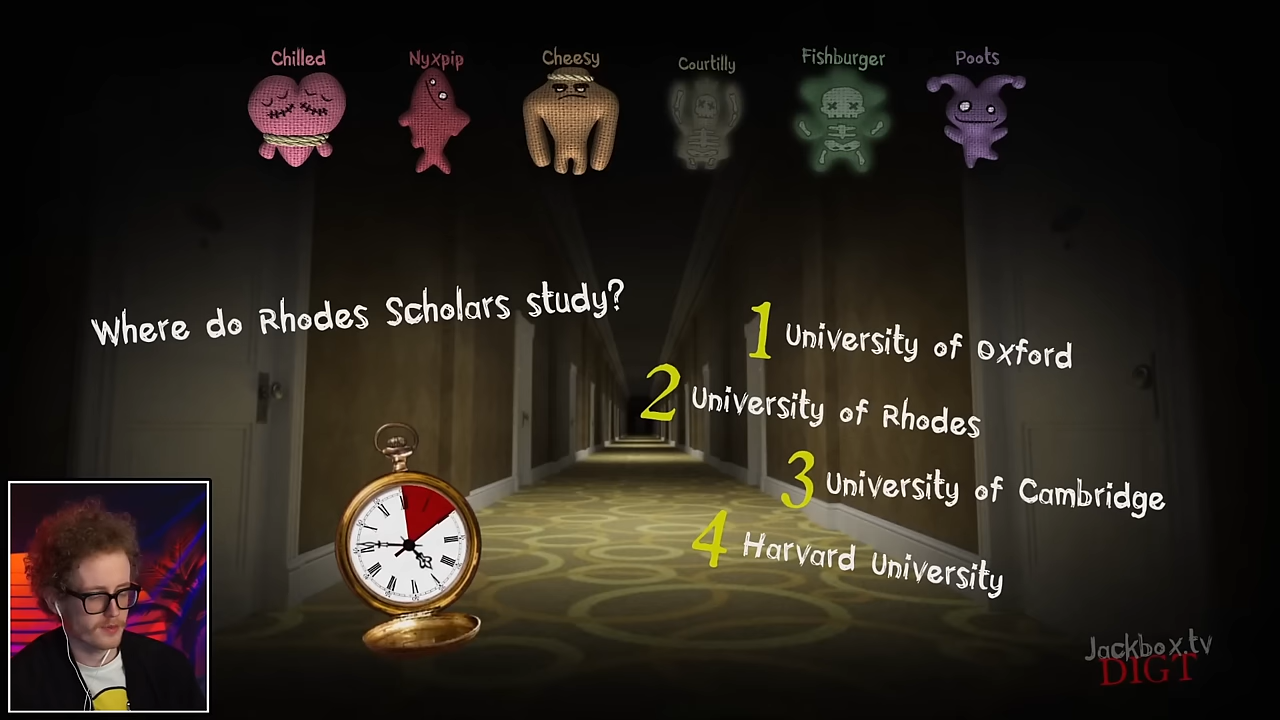 Chilled
Nyxpip
Cheesy
Courtilly
Fishburger
Poots
Where do Rhodes Scholars study?
1 University of Oxford
2 University of Rhodes
3 University of Cambridge
4 Harvard University
Jackbox.tv
DIGT